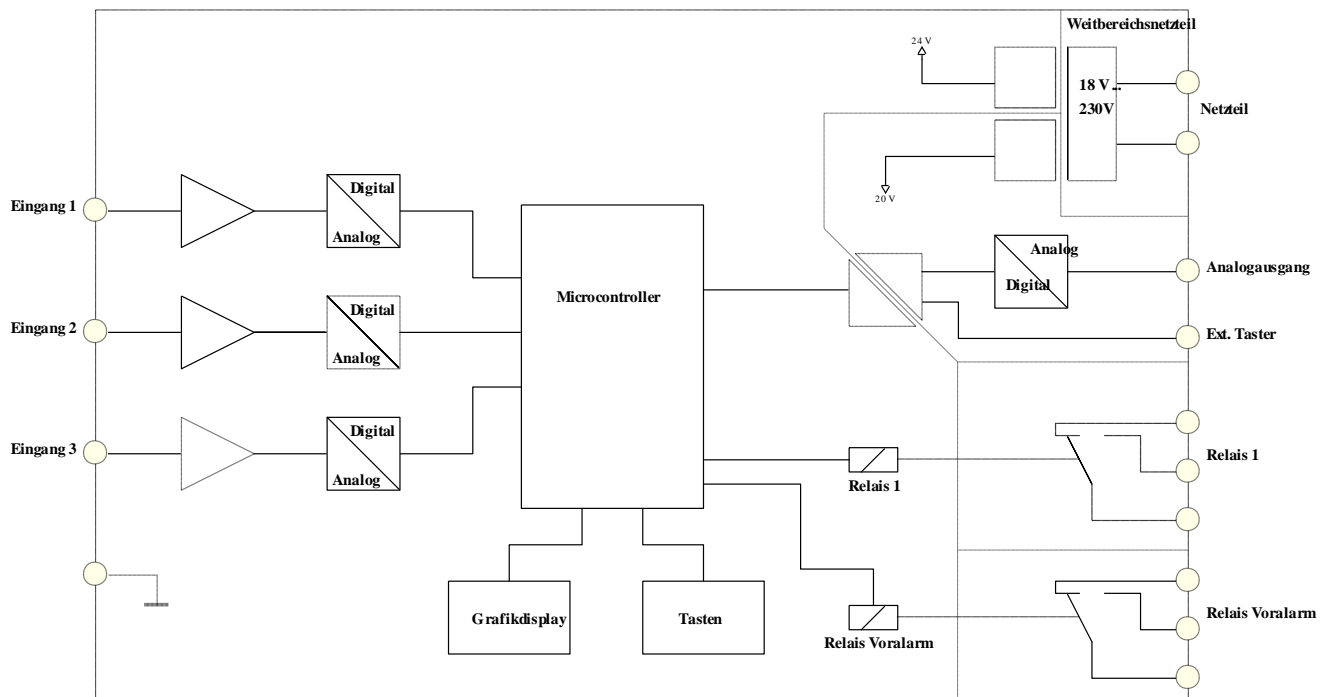 Weitbereichsnetzteil
24 V
18 V...
230V
Netzteil
20 V
Eingang 1
Digital
Analog
Microcontroller
Analog
Digital
Analogausgang
Eingang 2
Digital
Analog
Ext. Taster
Eingang 3
Digital
Analog
Relais 1
Relais 1
Grafikdisplay
Tasten
Relais Voralarm
Relais Voralarm